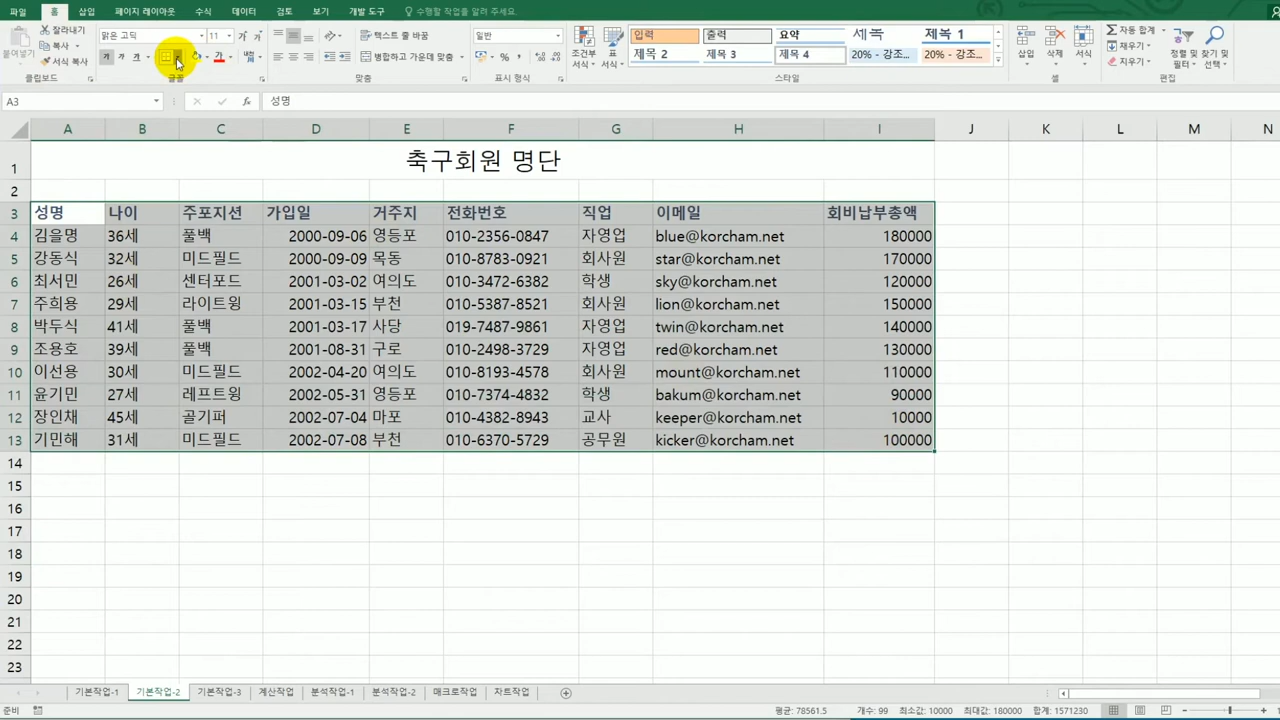 파일 홈 삽입 페이지 레이아웃 수식 데이터 검토 보기 개발 도구 수행할 작업을 알려 주세요.
잘라내기 맑은 고딕 11 텍스트 줄 바꿈 일반 조건부 서식 표 서식 입력 출력 요약 제목 제목 1 삽입 삭제 서식 자동 합계 정렬 및 필터 찾기 및 선택
붙여넣기 복사 서식 복사 가 가 가 병합하고 가운데 맞춤 % , 제목 2 제목 3 제목 4 20% - 강조... 20% - 강조... 채우기 지우기
클립보드 글꼴 맞춤 표시 형식 스타일 셀 편집
A3 fx 성명
A B C D E F G H I J K L M N
1 축구회원 명단
2
3 성명 나이 주포지션 가입일 거주지 전화번호 직업 이메일 회비납부총액
4 김을명 36세 풀백 2000-09-06 영등포 010-2356-0847 자영업 blue@korcham.net 180000
5 강동식 32세 미드필드 2000-09-09 목동 010-8783-0921 회사원 star@korcham.net 170000
6 최서민 26세 센터포드 2001-03-02 여의도 010-3472-6382 학생 sky@korcham.net 120000
7 주희용 29세 라이트윙 2001-03-15 부천 010-5387-8521 회사원 lion@korcham.net 150000
8 박두식 41세 풀백 2001-03-17 사당 019-7487-9861 자영업 twin@korcham.net 140000
9 조용호 39세 풀백 2001-08-31 구로 010-2498-3729 자영업 red@korcham.net 130000
10 이선용 30세 미드필드 2002-04-20 여의도 010-8193-4578 회사원 mount@korcham.net 110000
11 윤기민 27세 레프트윙 2002-05-31 영등포 010-7374-4832 학생 bakum@korcham.net 90000
12 장인채 45세 골기퍼 2002-07-04 마포 010-4382-8943 교사 keeper@korcham.net 10000
13 기민해 31세 미드필드 2002-07-08 부천 010-6370-5729 공무원 kicker@korcham.net 100000
14
15
16
17
18
19
20
21
22
23
기본작업-1 기본작업-2 기본작업-3 계산작업 분석작업-1 분석작업-2 매크로작업 차트작업
준비 평균: 78561.5 개수: 99 최소값: 10000 최대값: 180000 합계: 1571230